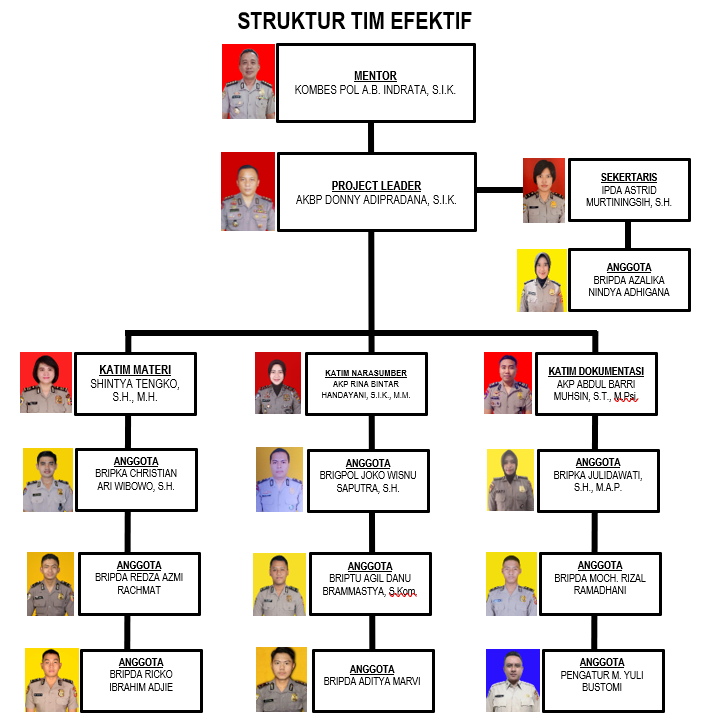 STRUKTUR TIM EFEKTIF
MENTOR
KOMBES POL A.B. INDRATA, S.I.K.
PROJECT LEADER
AKBP DONNY ADIPRADANA, S.I.K.
SEKERTARIS
IPDA ASTRID
MURTININGSIH, S.H.
ANGGOTA
BRIPDA AZALIKA
NINDYA ADHIGANA
KATIM MATERI
SHINTYA TENGKO,
S.H., M.H.
KATIM NARASUMBER
AKP RINA BINTAR
HANDAYANI, S.I.K., M.M.
KATIM DOKUMENTASI
AKP ABDUL BARRI
MUHSIN, S.T., M.Psi.
ANGGOTA
BRIPKA CHRISTIAN
ARI WIBOWO, S.H.
ANGGOTA
BRIGPOL JOKO WISNU
SAPUTRA, S.H.
ANGGOTA
BRIPKA JULIDAWATI,
S.H., M.A.P.
ANGGOTA
BRIPDA REDZA AZMI
RACHMAT
ANGGOTA
BRIPTU AGIL DANU
BRAMMASTYA, S.Kom.
ANGGOTA
BRIPDA MOCH. RIZAL
RAMADHANI
ANGGOTA
BRIPDA RICKO
IBRAHIM ADJIE
ANGGOTA
BRIPDA ADITYA MARVI
ANGGOTA
PENGATUR M. YULI
BUSTOMI